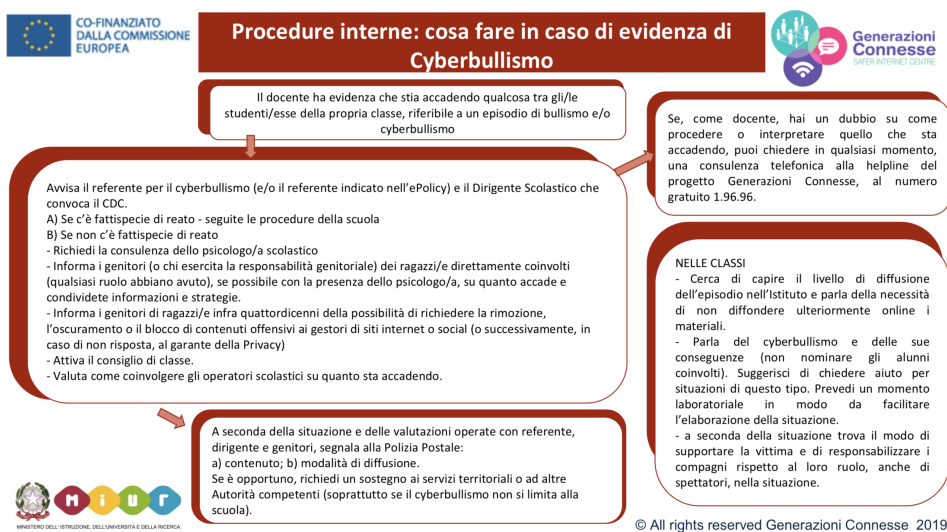 CO-FINANZIATO
DALLA COMMISSIONE
EUROPEA
Procedure interne: cosa fare in caso di evidenza di
Cyberbullismo
Generazioni
Connesse
SAFER INTERNET CENTRE
Il docente ha evidenza che stia accadendo qualcosa tra gli/le
studenti/esse della propria classe, riferibile a un episodio di bullismo e/o
cyberbullismo
Se, come docente, hai un dubbio su come
procedere o interpretare quello che sta
accadendo, puoi chiedere in qualsiasi momento,
una consulenza telefonica alla helpline del
progetto Generazioni Connesse, al numero
gratuito 1.96.96.
Avvisa il referente per il cyberbullismo (e/o il referente indicato nell'ePolicy) e il Dirigente Scolastico che
convoca il CDC.
A) Se c'è fattispecie di reato - seguite le procedure della scuola
B) Se non c'è fattispecie di reato
- Richiedi la consulenza dello psicologo/a scolastico
- Informa i genitori (o chi esercita la responsabilità genitoriale) dei ragazzi/e direttamente coinvolti
(qualsiasi ruolo abbiano avuto), se possibile con la presenza dello psicologo/a, su quanto accade e
condividete informazioni e strategie.
- Informa i genitori di ragazzi/e infra quattordicenni della possibilità di richiedere la rimozione,
l'oscuramento o il blocco di contenuti offensivi ai gestori di siti internet o social (o successivamente, in
caso di non risposta, al garante della Privacy)
- Attiva il consiglio di classe.
- Valuta come coinvolgere gli operatori scolastici su quanto sta accadendo.
NELLE CLASSI
- Cerca di capire il livello di diffusione
dell'episodio nell'Istituto e parla della necessità
di non diffondere ulteriormente online i
materiali.
- Parla del cyberbullismo e delle sue
conseguenze (non nominare gli alunni
coinvolti). Suggerisci di chiedere aiuto per
situazioni di questo tipo. Prevedi un momento
laboratoriale in modo da facilitare
l'elaborazione della situazione.
- a seconda della situazione trova il modo di
supportare la vittima e di responsabilizzare i
compagni rispetto al loro ruolo, anche di
spettatori, nella situazione.
A seconda della situazione e delle valutazioni operate con referente,
dirigente e genitori, segnala alla Polizia Postale:
a) contenuto; b) modalità di diffusione.
Se è opportuno, richiedi un sostegno ai servizi territoriali o ad altre
Autorità competenti (soprattutto se il cyberbullismo non si limita alla
scuola).
miur
MINISTERO DELL'ISTRUZIONE, DELL'UNIVERSITÀ E DELLA RICERCA
© All rights reserved Generazioni Connesse 2019